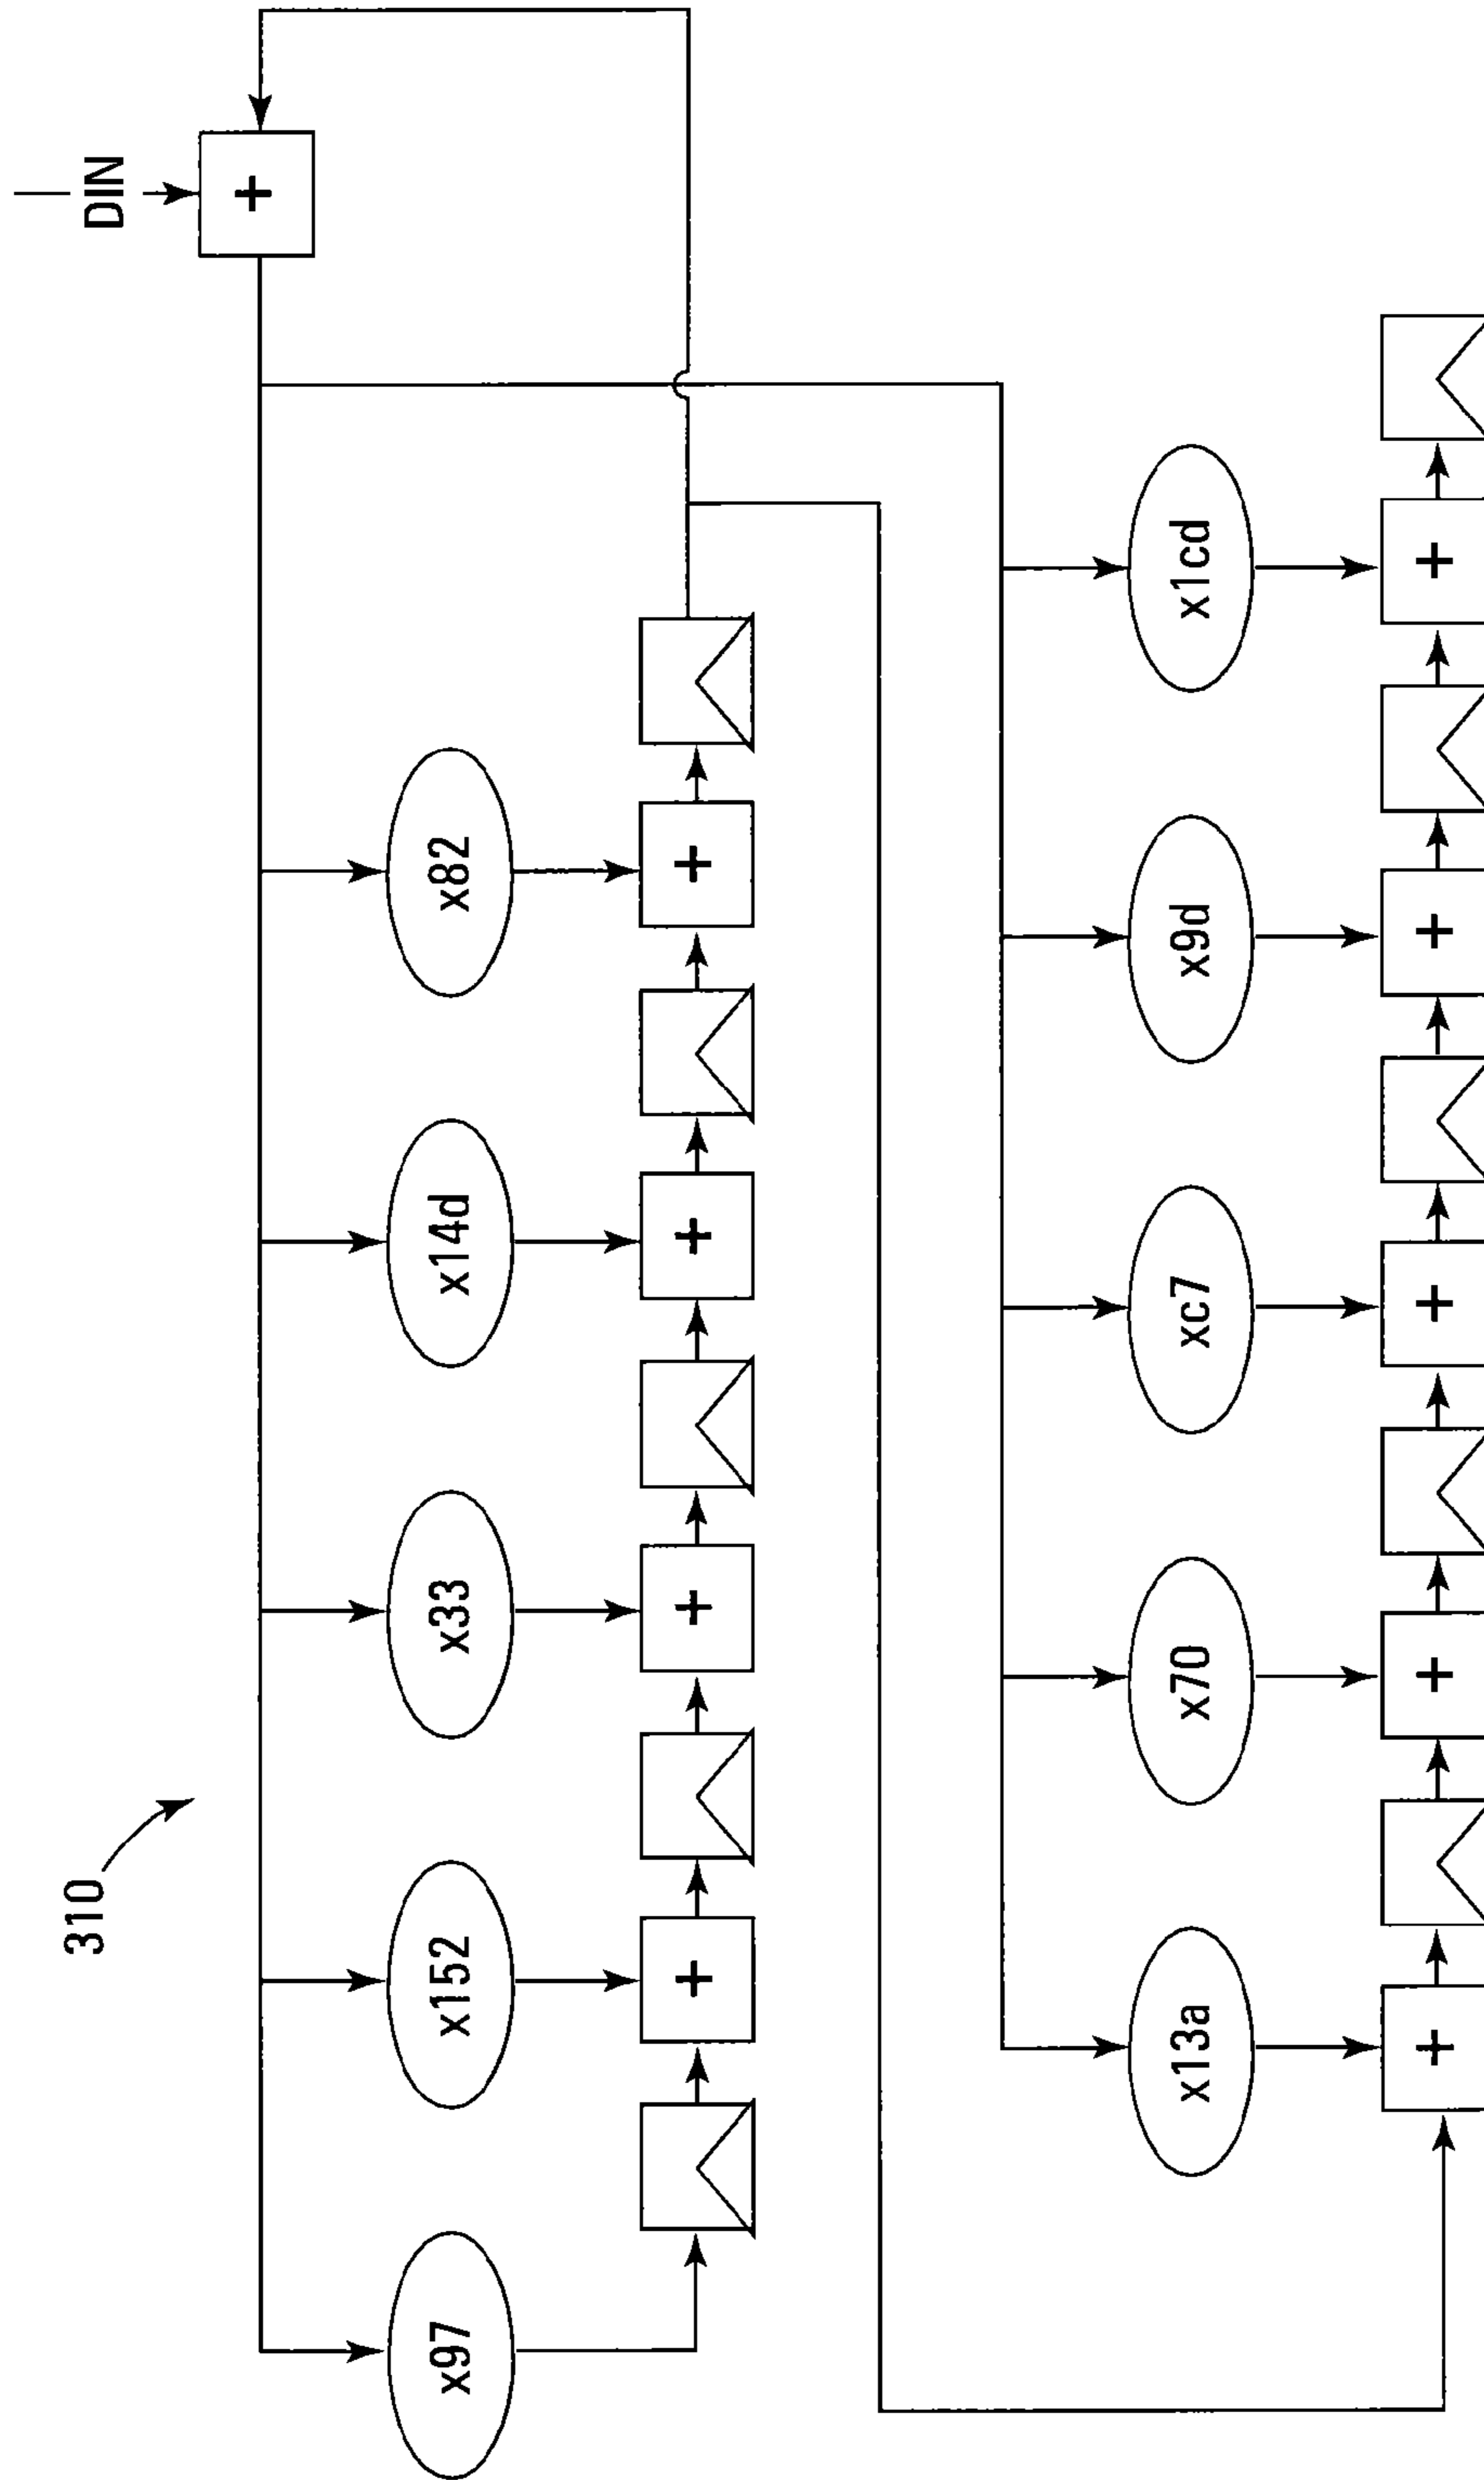 310
DIN
+
x97
x152
x33
x14d
x82
+
+
+
+
x13a
x70
xc7
x9d
x1cd
+
+
+
+
+